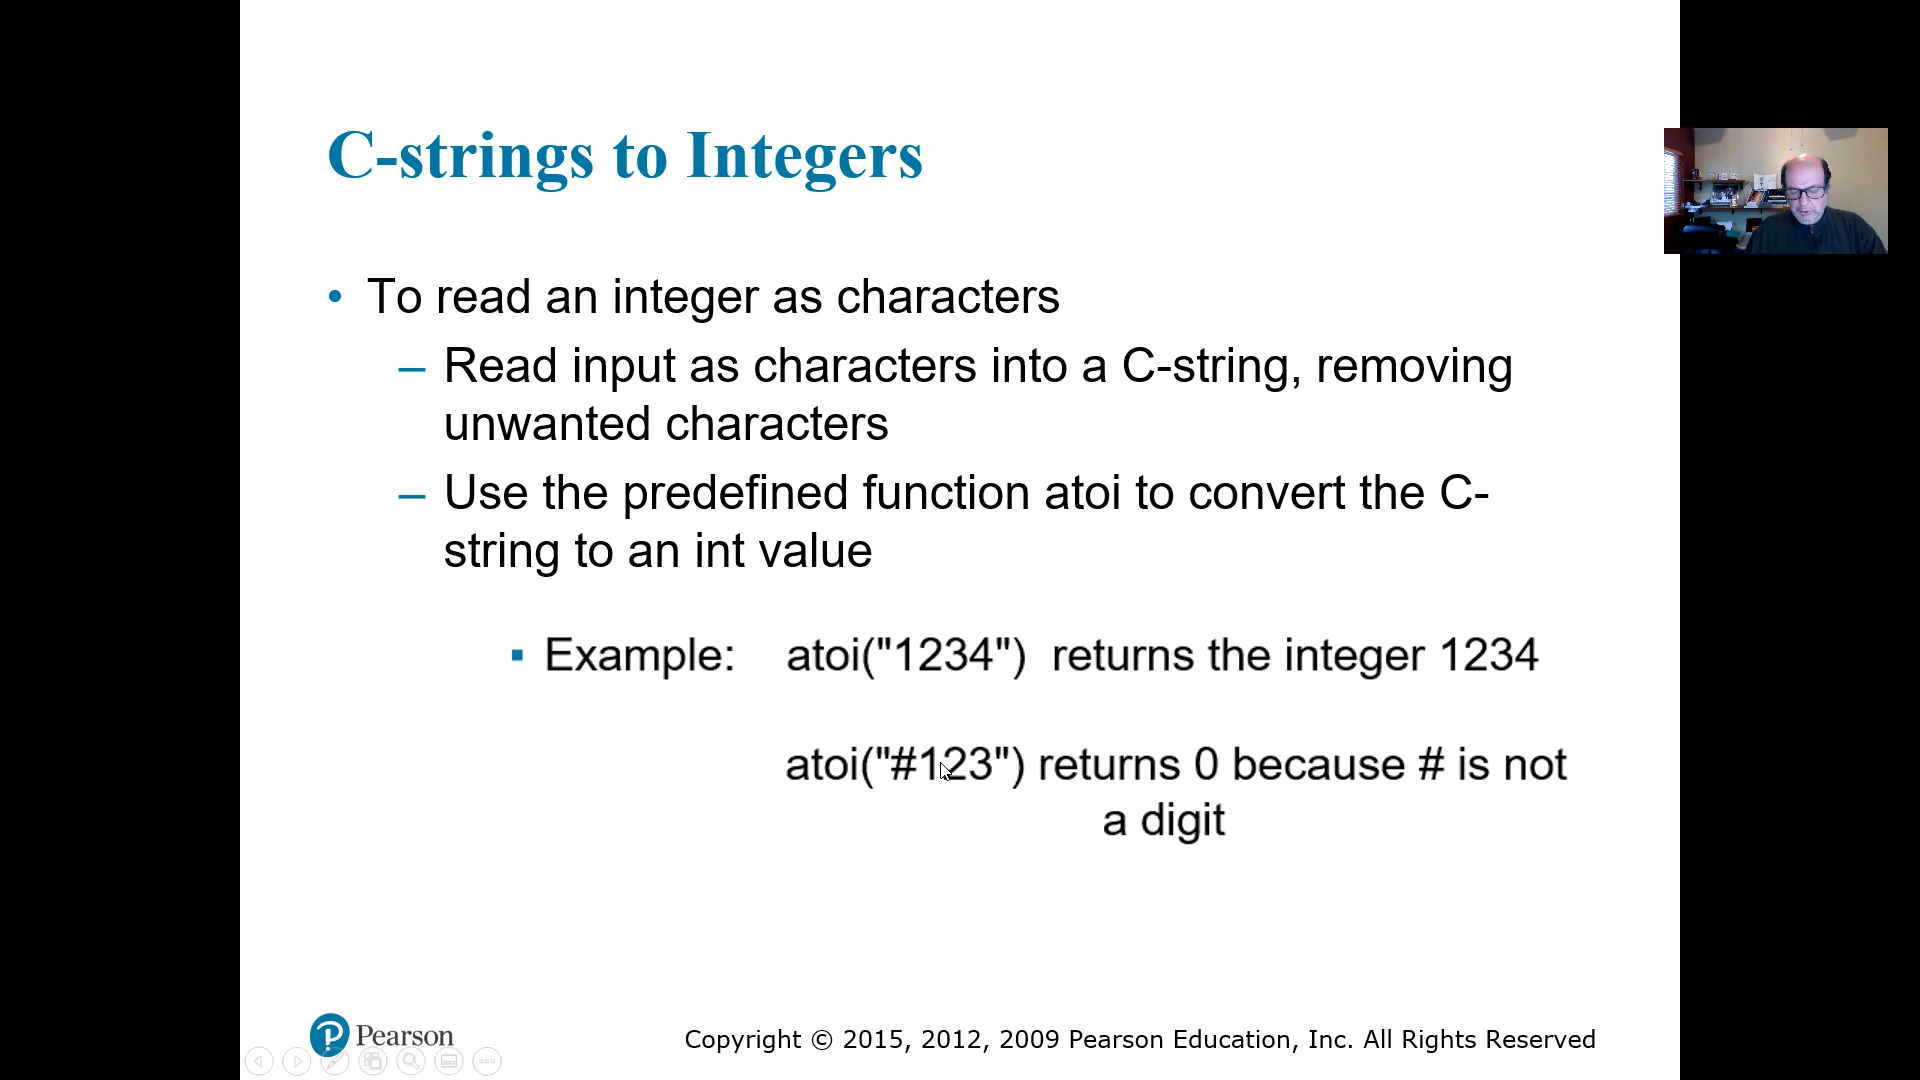 C-strings to Integers
• To read an integer as characters
– Read input as characters into a C-string, removing
unwanted characters
– Use the predefined function atoi to convert the C-
string to an int value
▪ Example: atoi("1234") returns the integer 1234
atoi("#123") returns 0 because # is not
a digit
Pearson
Copyright © 2015, 2012, 2009 Pearson Education, Inc. All Rights Reserved